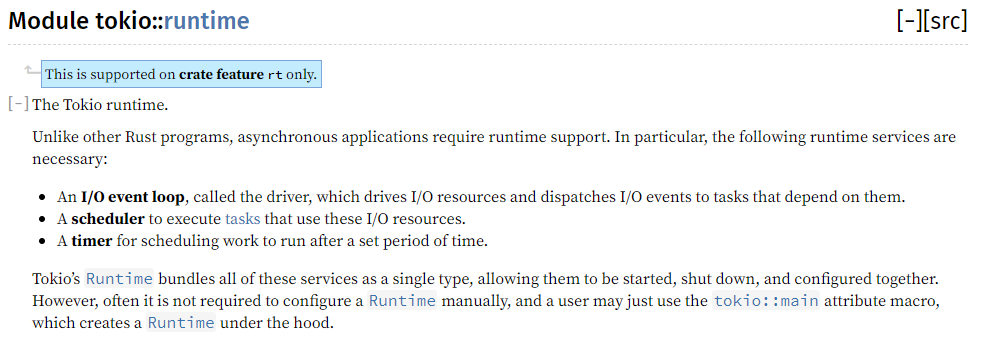 Module tokio::runtime [−][src]
This is supported on crate feature rt only.
[−] The Tokio runtime.
Unlike other Rust programs, asynchronous applications require runtime support. In particular, the following runtime services are
necessary:
• An I/O event loop, called the driver, which drives I/O resources and dispatches I/O events to tasks that depend on them.
• A scheduler to execute tasks that use these I/O resources.
• A timer for scheduling work to run after a set period of time.
Tokio’s Runtime bundles all of these services as a single type, allowing them to be started, shut down, and configured together.
However, often it is not required to configure a Runtime manually, and a user may just use the tokio::main attribute macro,
which creates a Runtime under the hood.